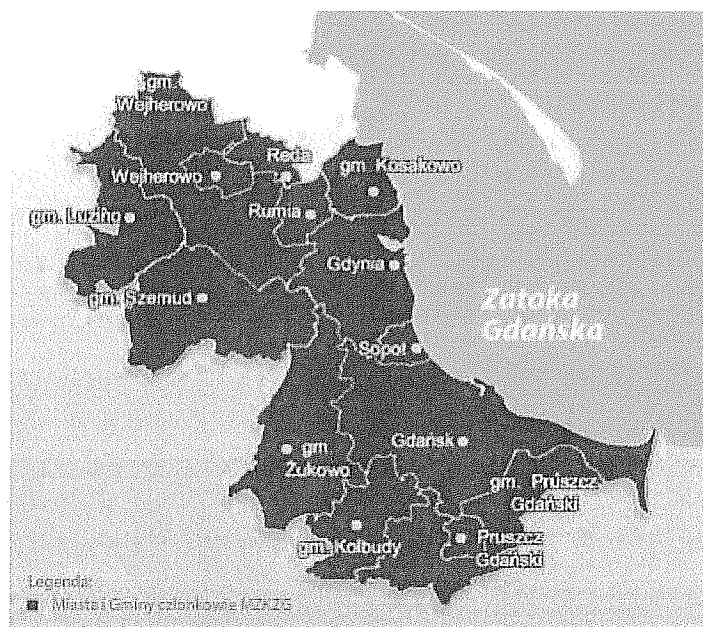 gm.
Wejherowo
Reda
gm. Kosakowo
Wejherowo
Rumia
gm. Luzino
Gdynia
gm. Szemud
Zatoka
Gdańska
Sopot
Gdańsk
gm.
Żukowo
gm. Pruszcz
Gdański
gm. Kolbudy
Pruszcz
Gdański
Legenda:
Miasta i Gminy członkowie MZKZG